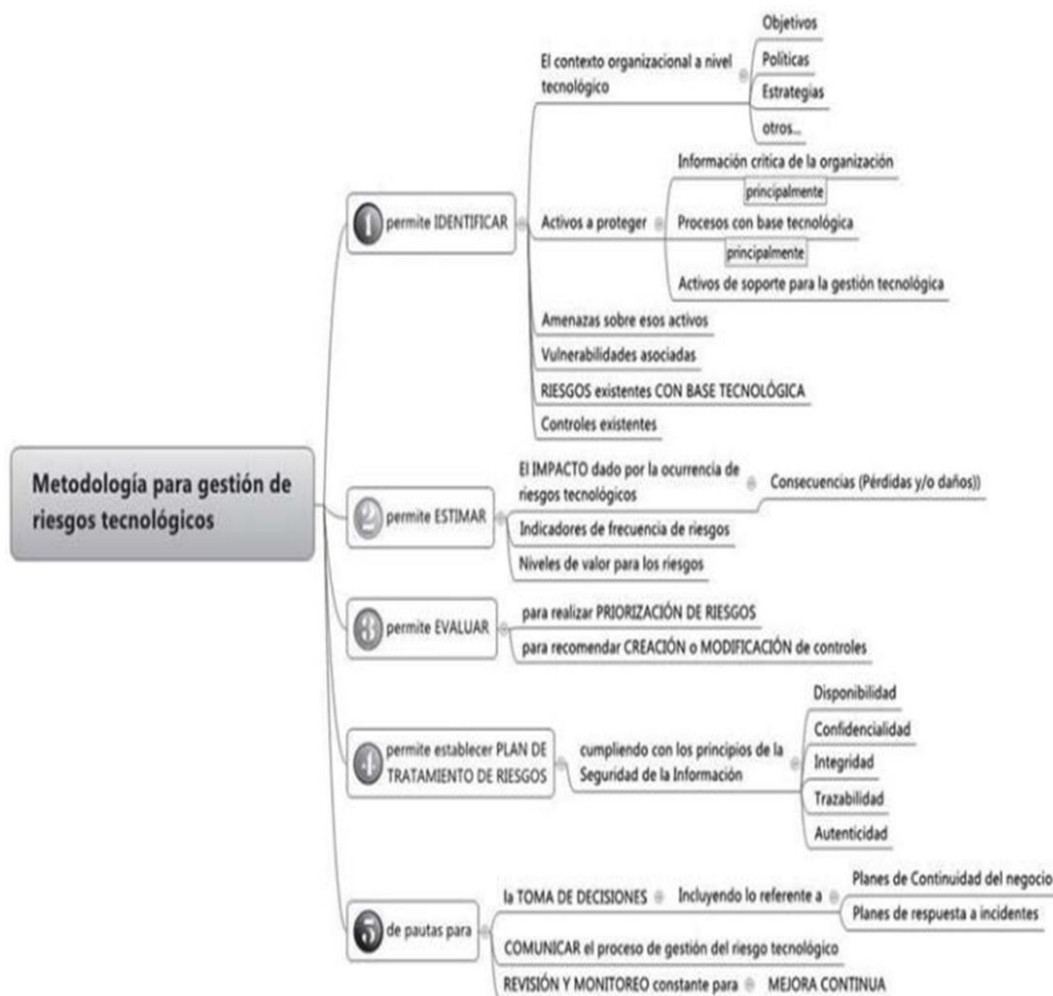 Metodología para gestión de
riesgos tecnológicos
1
permite IDENTIFICAR
El contexto organizacional a nivel
tecnológico
Objetivos
Políticas
Estrategias
otros...
Activos a proteger
Información critica de la organización
principalmente
Procesos con base tecnológica
principalmente
Activos de soporte para la gestión tecnológica
Amenazas sobre esos activos
Vulnerabilidades asociadas
RIESGOS existentes CON BASE TECNOLÓGICA
Controles existentes
2
permite ESTIMAR
El IMPACTO dado por la ocurrencia de
riesgos tecnológicos
Consecuencias (Pérdidas y/o daños))
Indicadores de frecuencia de riesgos
Niveles de valor para los riesgos
3
permite EVALUAR
para realizar PRIORIZACIÓN DE RIESGOS
para recomendar CREACIÓN o MODIFICACIÓN de controles
4
permite establecer PLAN DE
TRATAMIENTO DE RIESGOS
cumpliendo con los principios de la
Seguridad de la Información
Disponibilidad
Confidencialidad
Integridad
Trazabilidad
Autenticidad
5
de pautas para
la TOMA DE DECISIONES
Incluyendo lo referente a
Planes de Continuidad del negocio
Planes de respuesta a incidentes
COMUNICAR el proceso de gestión del riesgo tecnológico
REVISIÓN Y MONITOREO constante para
MEJORA CONTINUA